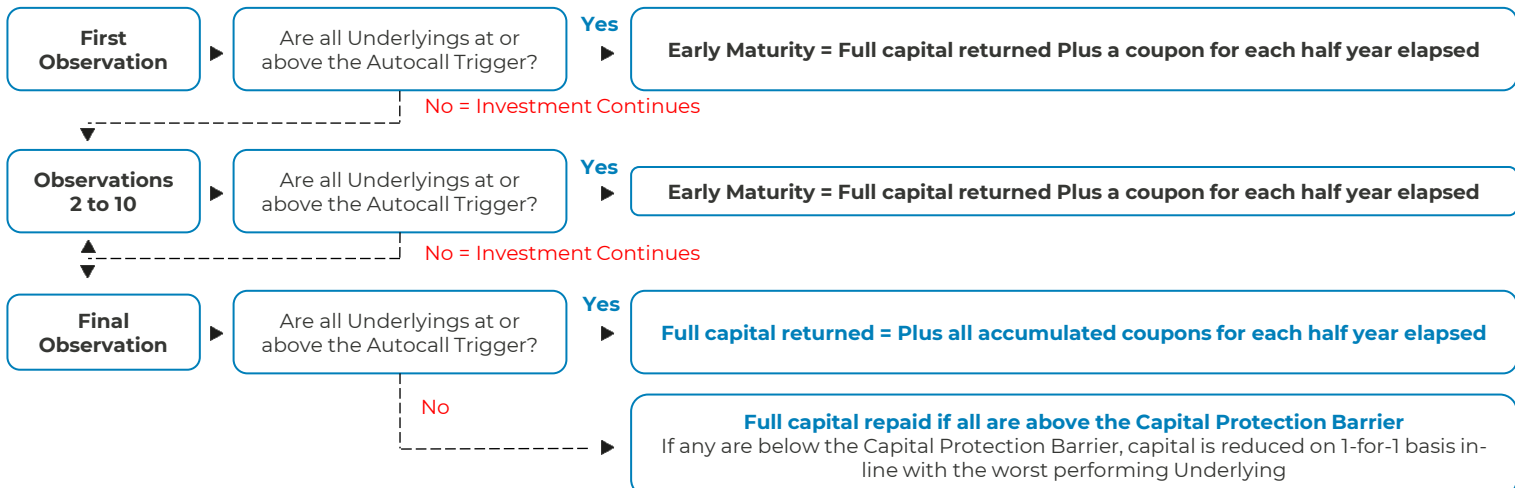 First
Observation
Are all Underlyings at or
above the Autocall Trigger?
Yes
Early Maturity = Full capital returned Plus a coupon for each half year elapsed
No = Investment Continues
Observations
2 to 10
Are all Underlyings at or
above the Autocall Trigger?
Yes
Early Maturity = Full capital returned Plus a coupon for each half year elapsed
No = Investment Continues
Final
Observation
Are all Underlyings at or
above the Autocall Trigger?
Yes
Full capital returned = Plus all accumulated coupons for each half year elapsed
No
Full capital repaid if all are above the Capital Protection Barrier
If any are below the Capital Protection Barrier, capital is reduced on 1-for-1 basis in-
line with the worst performing Underlying